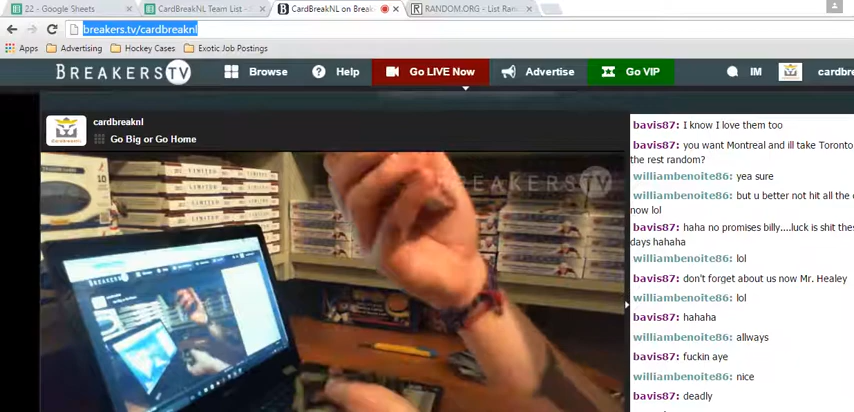 22 - Google Sheets
CardBreakNL Team List -
CardBreakNL on Break
RANDOM.ORG - List Ran
breakers.tv/cardbreaknl
Apps
Advertising
Hockey Cases
Exotic Job Postings
BREAKERS TV
Browse
Help
Go LIVE Now
Advertise
Go VIP
IM
cardbre
cardbreaknl
Go Big or Go Home
BREAKERS TV
LIMITED
LIMITED
BREAKERS
bavis87: I know I love them too
bavis87: you want Montreal and ill take Toronto
the rest random?
williambenoite86: yea sure
williambenoite86: but u better not hit all the
now lol
bavis87: haha no promises billy....luck is shit thes
days hahaha
williambenoite86: lol
bavis87: don't forget about us now Mr. Healey
williambenoite86: lol
bavis87: hahaha
williambenoite86: allways
bavis87: fuckin aye
williambenoite86: nice
bavis87: deadly